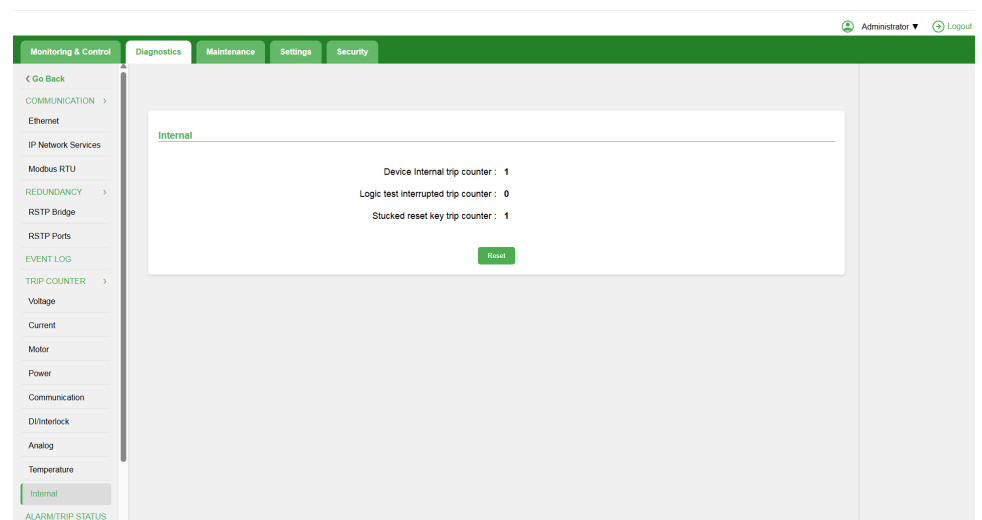 Administrator ▼ Logout
Monitoring & Control Diagnostics Maintenance Settings Security
Go Back
COMMUNICATION >
Ethernet
IP Network Services
Modbus RTU
REDUNDANCY >
RSTP Bridge
RSTP Ports
EVENT LOG
TRIP COUNTER >
Voltage
Current
Motor
Power
Communication
DI/Interlock
Analog
Temperature
Internal
ALARM/TRIP STATUS
Internal
Device Internal trip counter : 1
Logic test interrupted trip counter : 0
Stucked reset key trip counter : 1
Reset